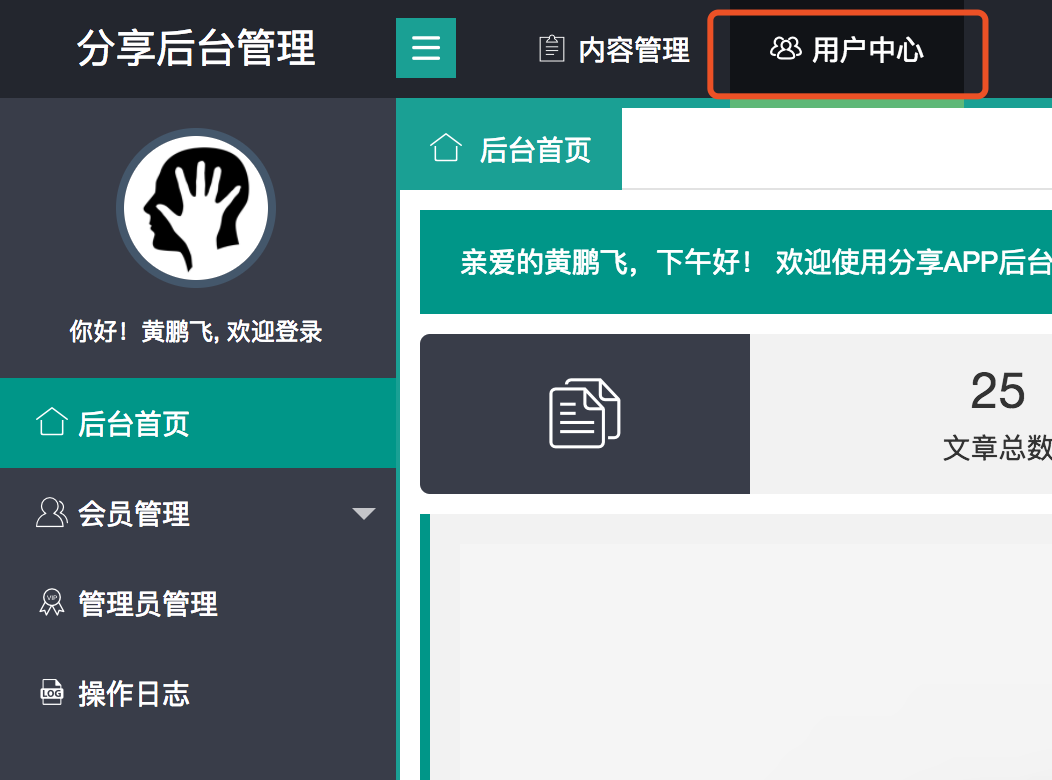 分享后台管理
内容管理
用户中心
后台首页
亲爱的黄鹏飞，下午好！ 欢迎使用分享APP后台
你好！黄鹏飞, 欢迎登录
25
文章总数
后台首页
会员管理
VIP
管理员管理
LOG
操作日志